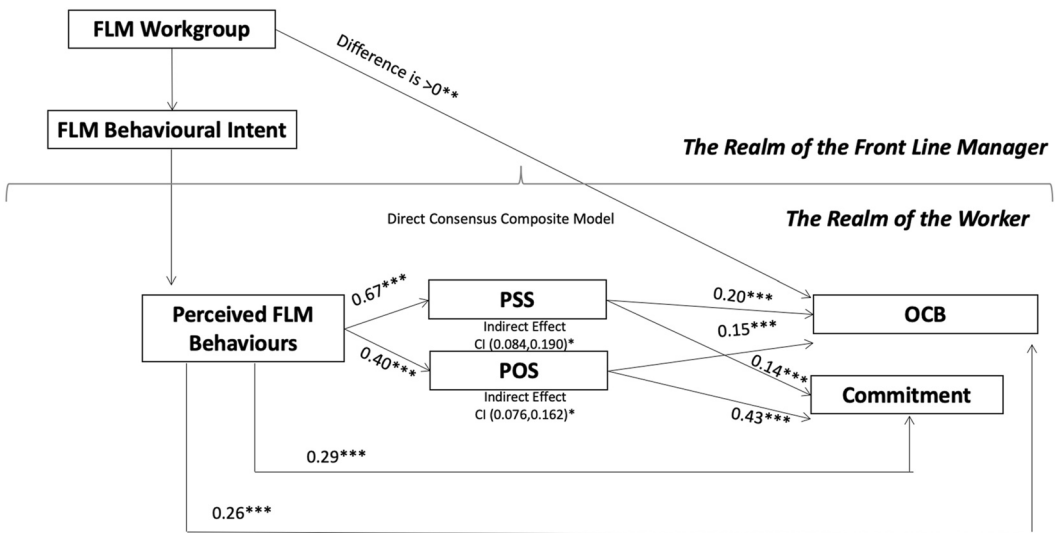 FLM Workgroup
Difference is >0**
FLM Behavioural Intent
The Realm of the Front Line Manager
Direct Consensus Composite Model
The Realm of the Worker
Perceived FLM
Behaviours
0.67***
0.40***
PSS
Indirect Effect
CI (0.084,0.190)*
POS
Indirect Effect
CI (0.076,0.162)*
0.20***
0.15***
0.14***
0.43***
OCB
Commitment
0.29***
0.26***